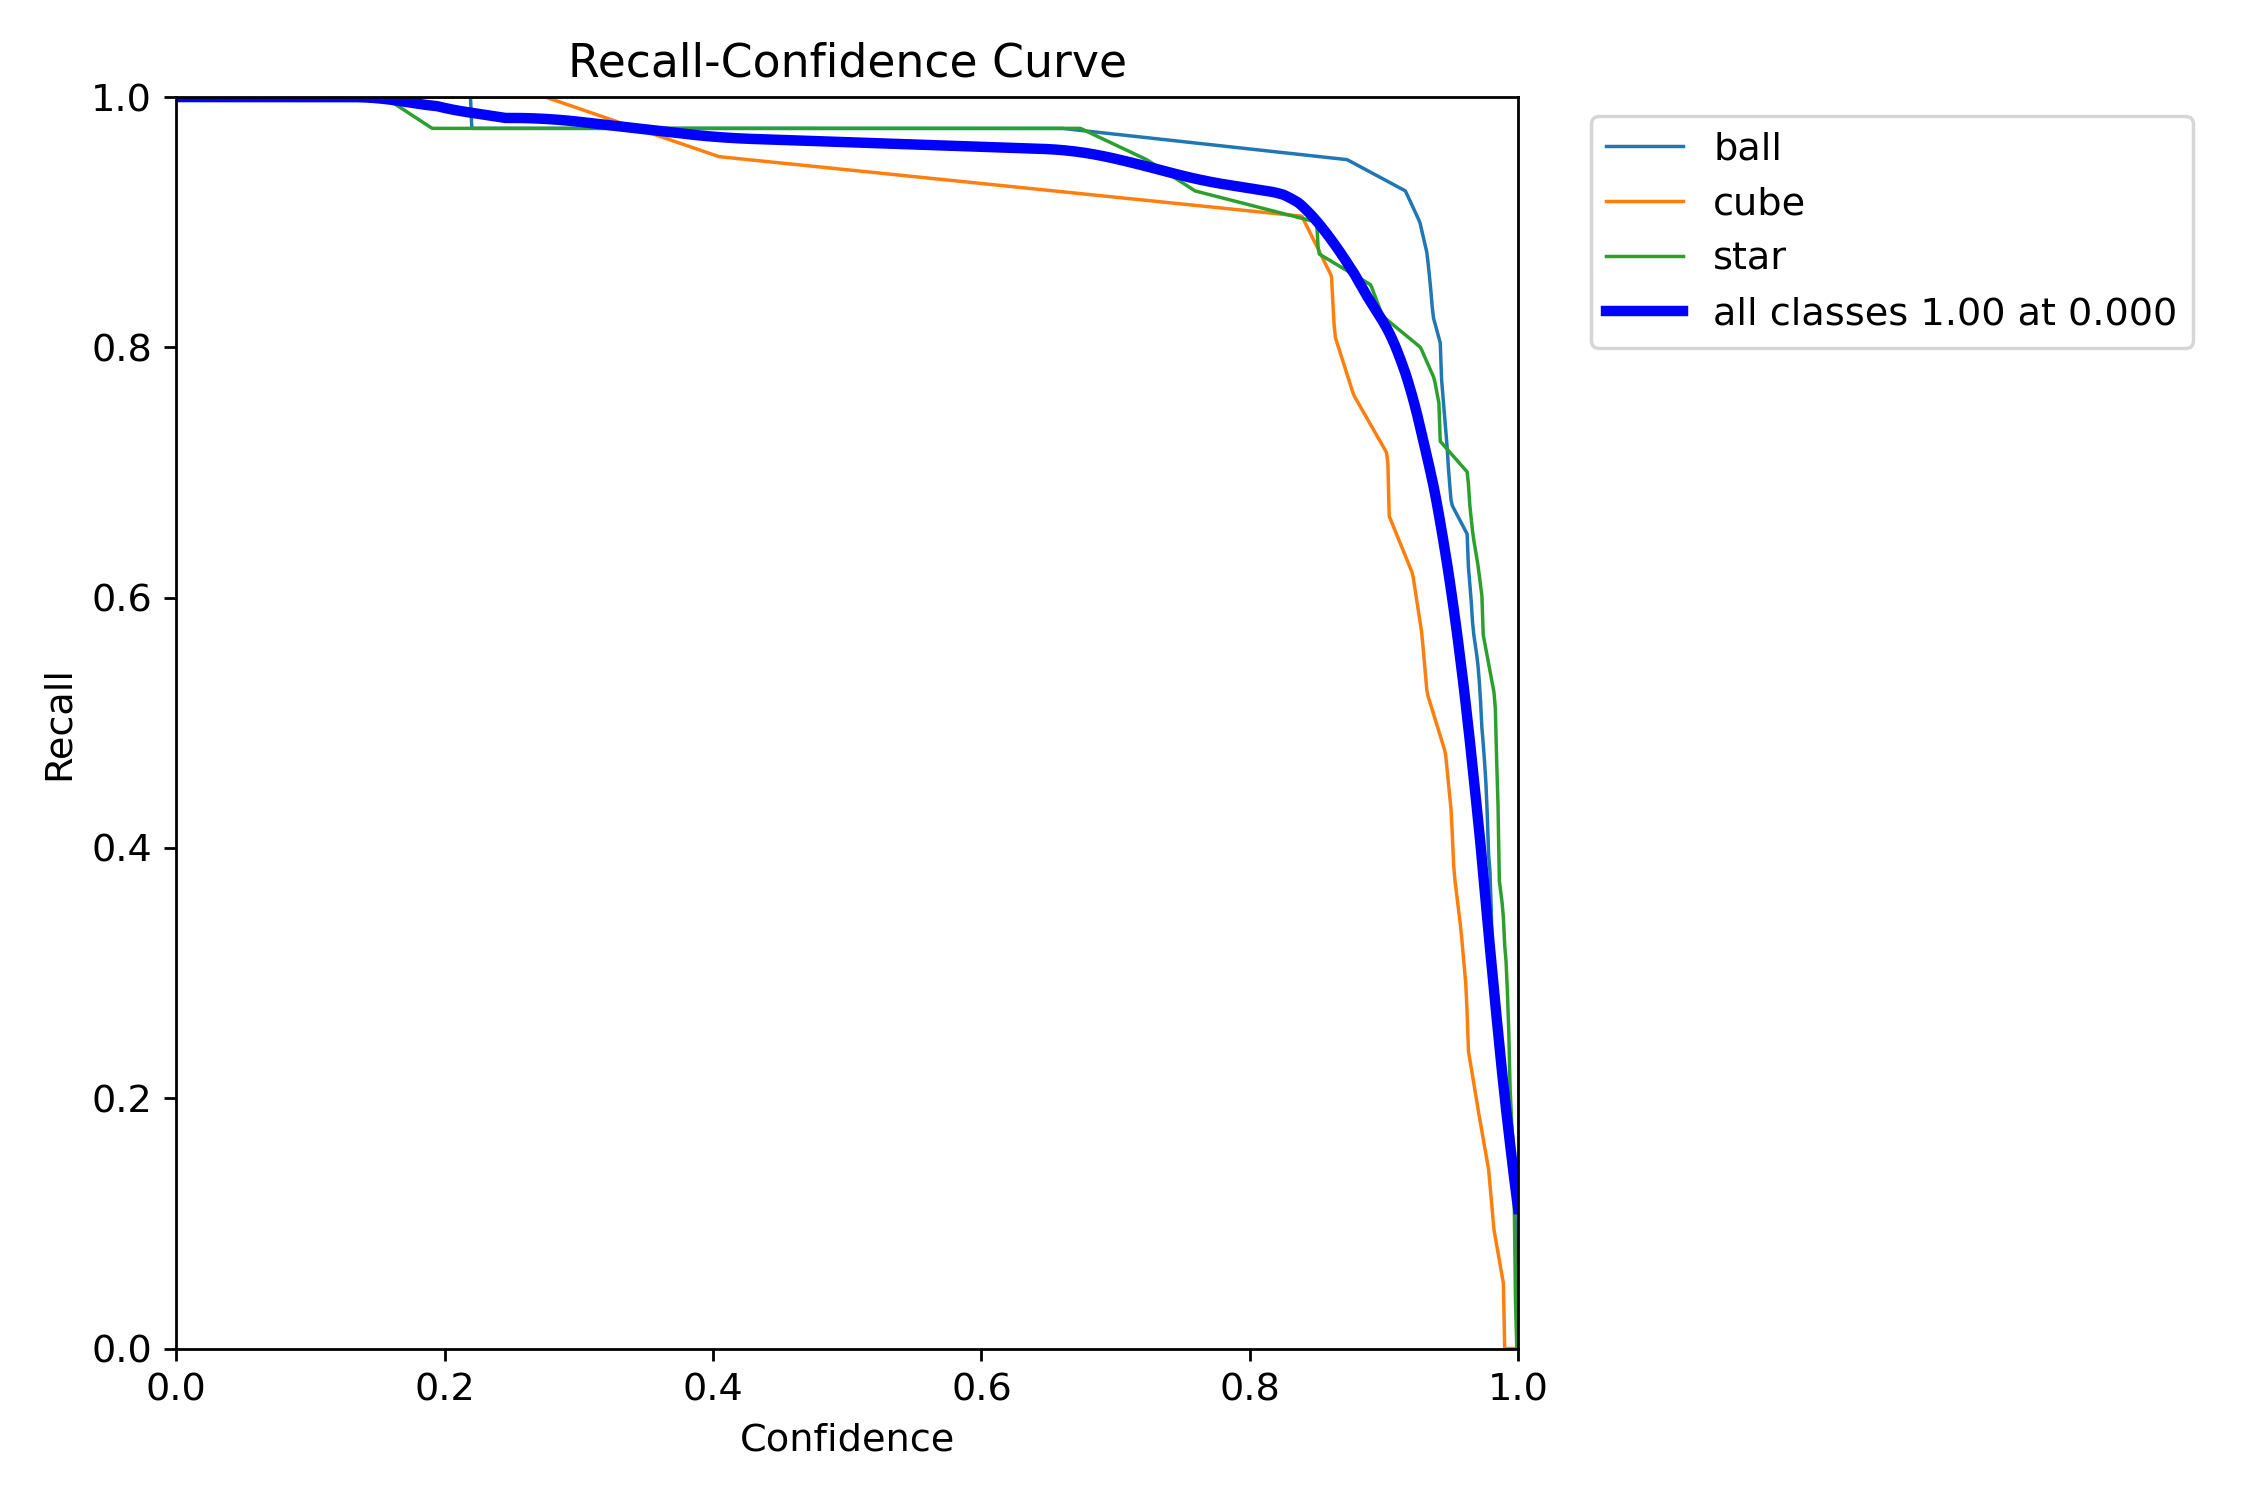 Recall-Confidence Curve
1.0
0.8
0.6
0.4
0.2
0.0
Recall
0.0 0.2 0.4 0.6 0.8 1.0
Confidence
ball
cube
star
all classes 1.00 at 0.000